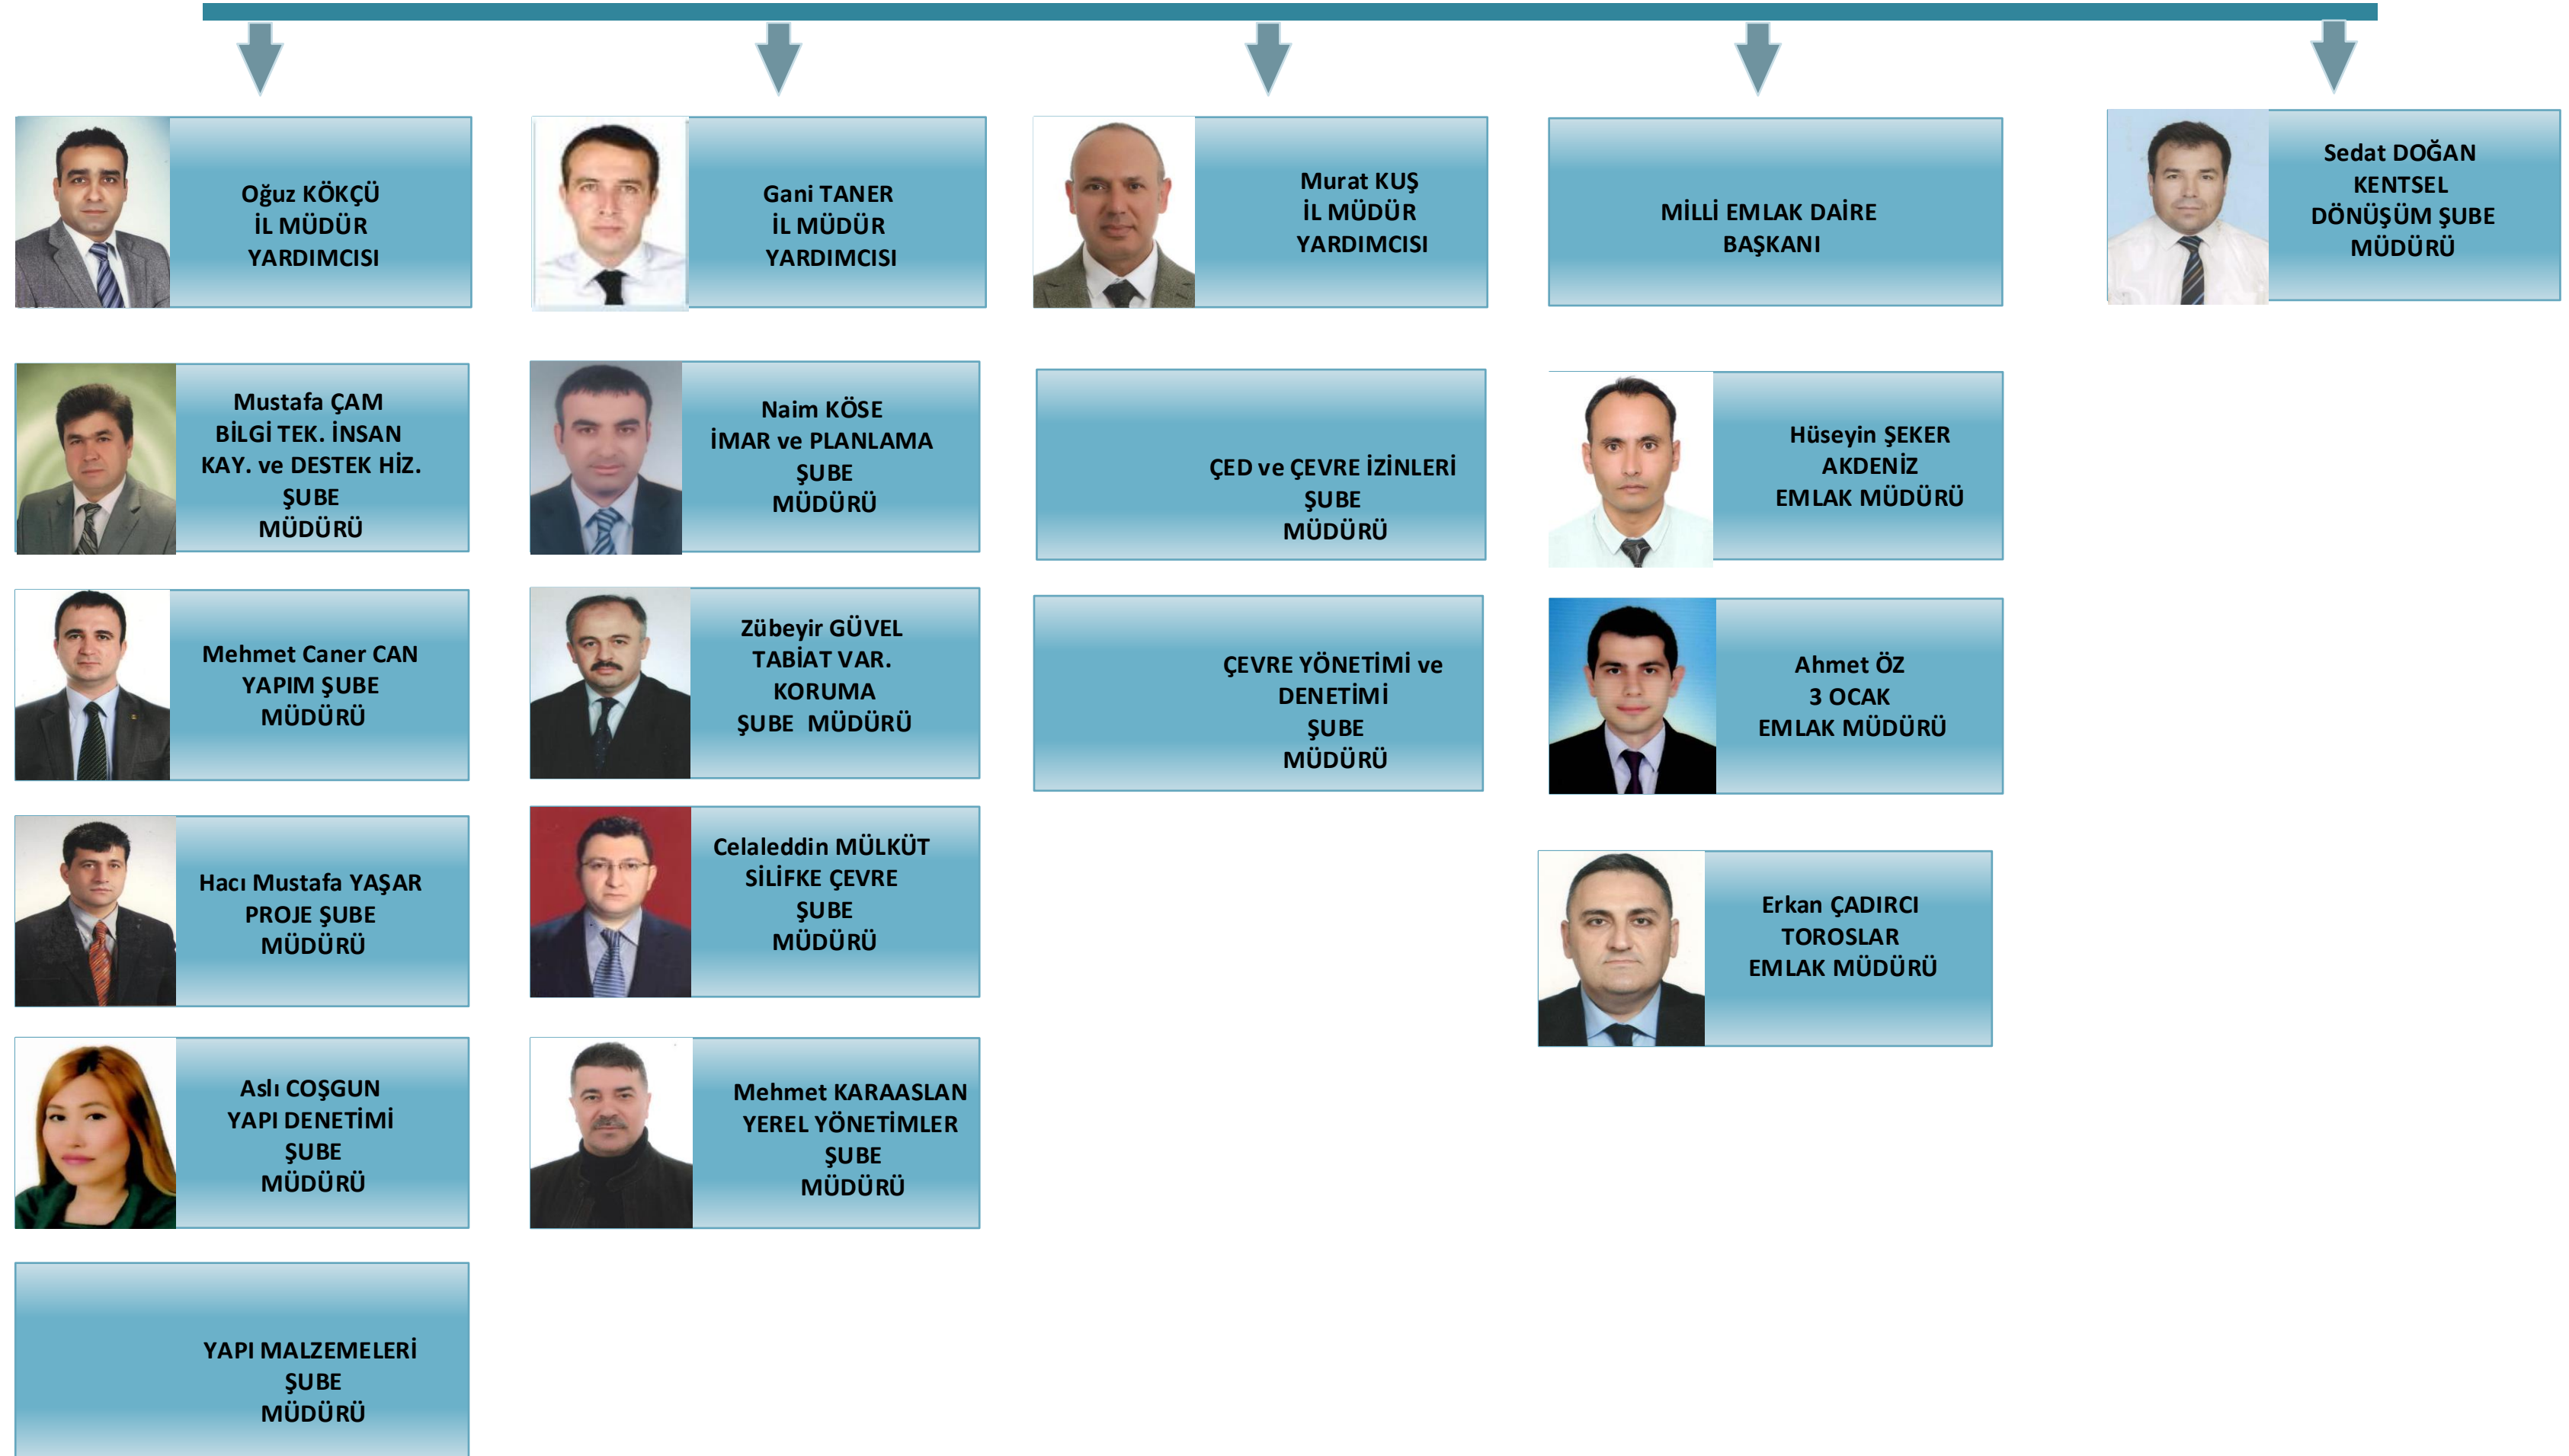 Oğuz KÖKÇÜ
İL MÜDÜR
YARDIMCISI
Gani TANER
İL MÜDÜR
YARDIMCISI
Murat KUŞ
İL MÜDÜR
YARDIMCISI
MİLLİ EMLAK DAİRE
BAŞKANI
Sedat DOĞAN
KENTSEL
DÖNÜŞÜM ŞUBE
MÜDÜRÜ
Mustafa ÇAM
BİLGİ TEK. İNSAN
KAY. ve DESTEK HİZ.
ŞUBE
MÜDÜRÜ
Naim KÖSE
İMAR ve PLANLAMA
ŞUBE
MÜDÜRÜ
ÇED ve ÇEVRE İZİNLERİ
ŞUBE
MÜDÜRÜ
Hüseyin ŞEKER
AKDENİZ
EMLAK MÜDÜRÜ
Mehmet Caner CAN
YAPIM ŞUBE
MÜDÜRÜ
Zübeyir GÜVEL
TABİAT VAR.
KORUMA
ŞUBE  MÜDÜRÜ
ÇEVRE YÖNETİMİ ve
DENETİMİ
ŞUBE
MÜDÜRÜ
Ahmet ÖZ
3 OCAK
EMLAK MÜDÜRÜ
Hacı Mustafa YAŞAR
PROJE ŞUBE
MÜDÜRÜ
Celaleddin MÜLKÜT
SİLİFKE ÇEVRE
ŞUBE
MÜDÜRÜ
Erkan ÇADIRCI
TOROSLAR
EMLAK MÜDÜRÜ
Aslı COŞGUN
YAPI DENETİMİ
ŞUBE
MÜDÜRÜ
Mehmet KARAASLAN
YEREL YÖNETİMLER
ŞUBE
MÜDÜRÜ
YAPI MALZEMELERİ
ŞUBE
MÜDÜRÜ